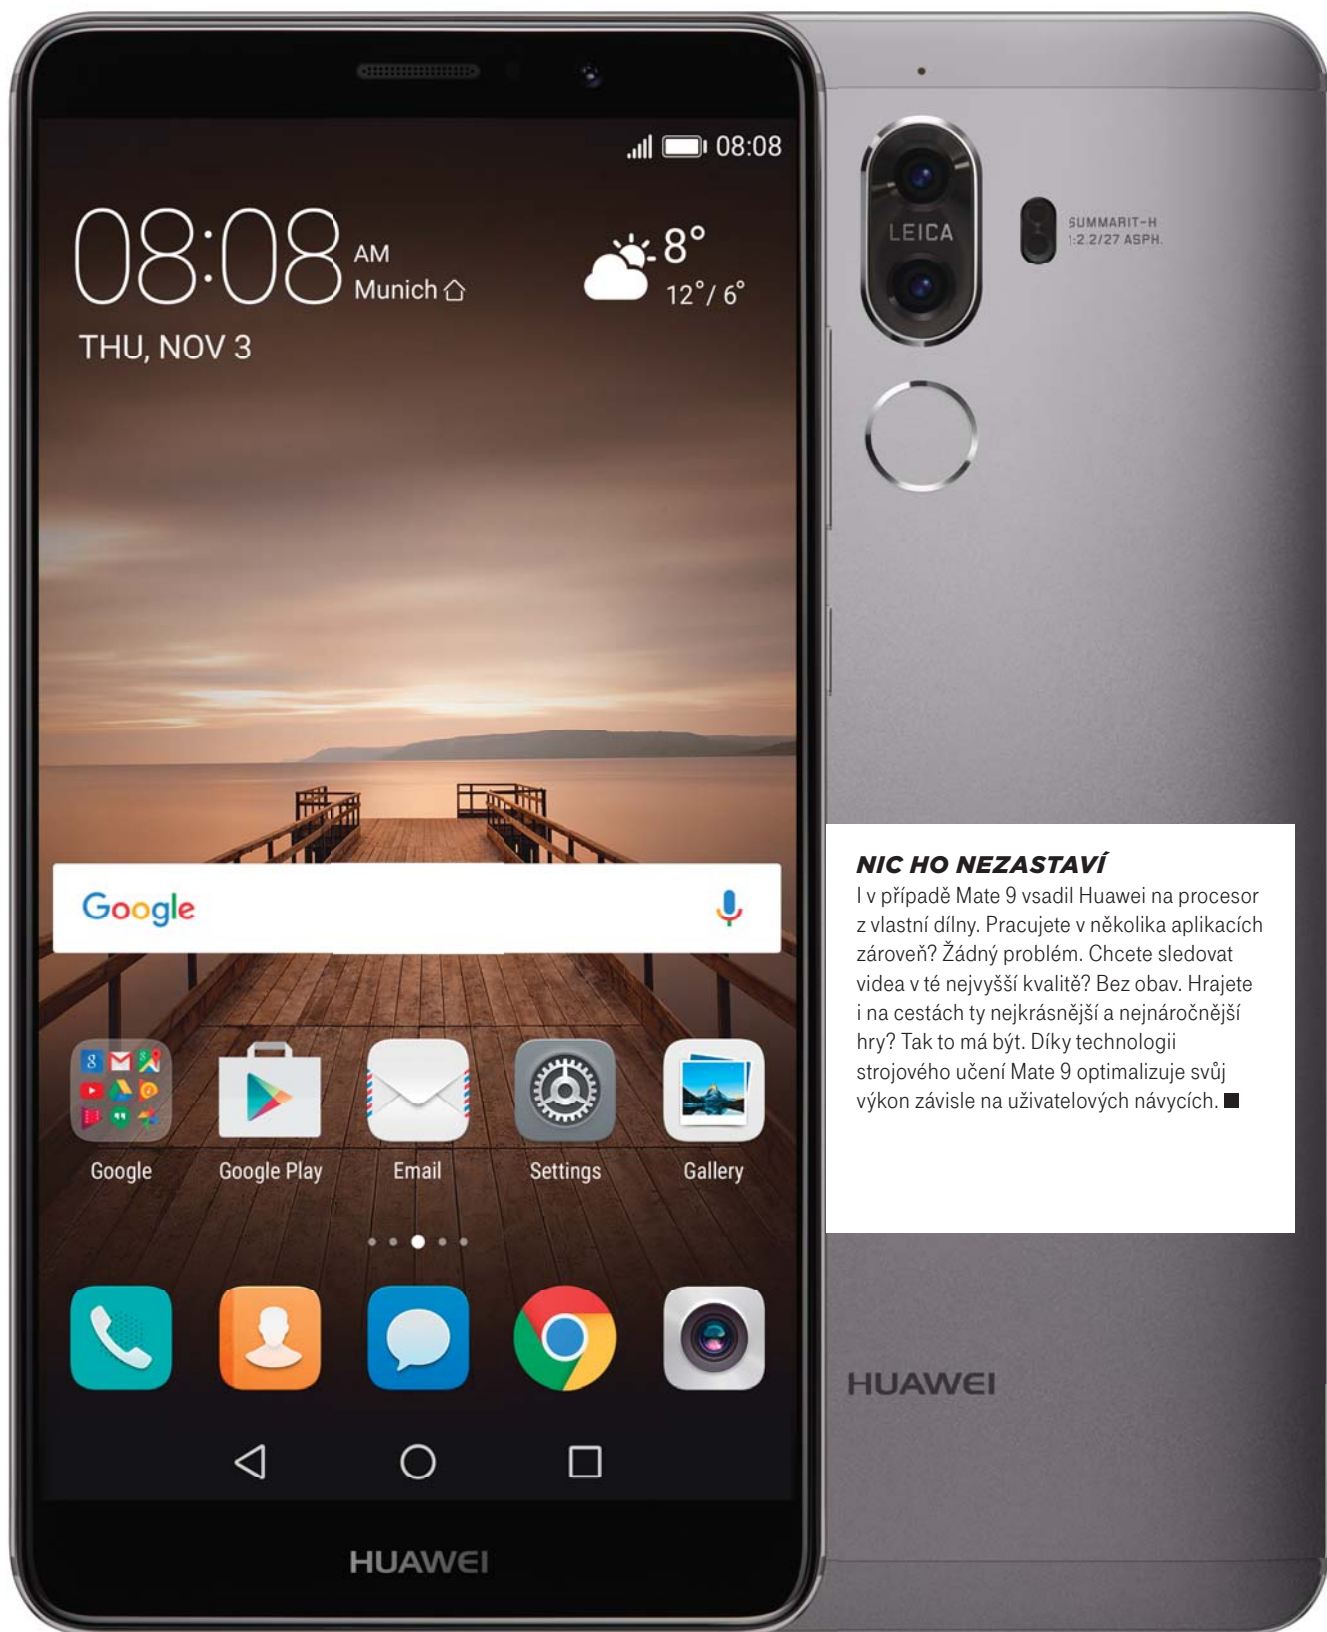 08:08
08:08
AM
Munich
8°
12°/ 6°
THU, NOV 3
LEICA
SUMMARIT-H
1:2.2/27 ASPH.
Google
NIC HO NEZASTAVÍ
I v případě Mate 9 vsadil Huawei na procesor
z vlastní dílny. Pracujete v několika aplikacích
zároveň? Žádný problém. Chcete sledovat
videa v té nejvyšší kvalitě? Bez obav. Hrajete
i na cestách ty nejkrásnější a nejnáročnější
hry? Tak to má být. Díky technologii
strojového učení Mate 9 optimalizuje svůj
výkon závisle na uživatelových návycích.
Google
Google Play
Email
Settings
Gallery
HUAWEI
HUAWEI